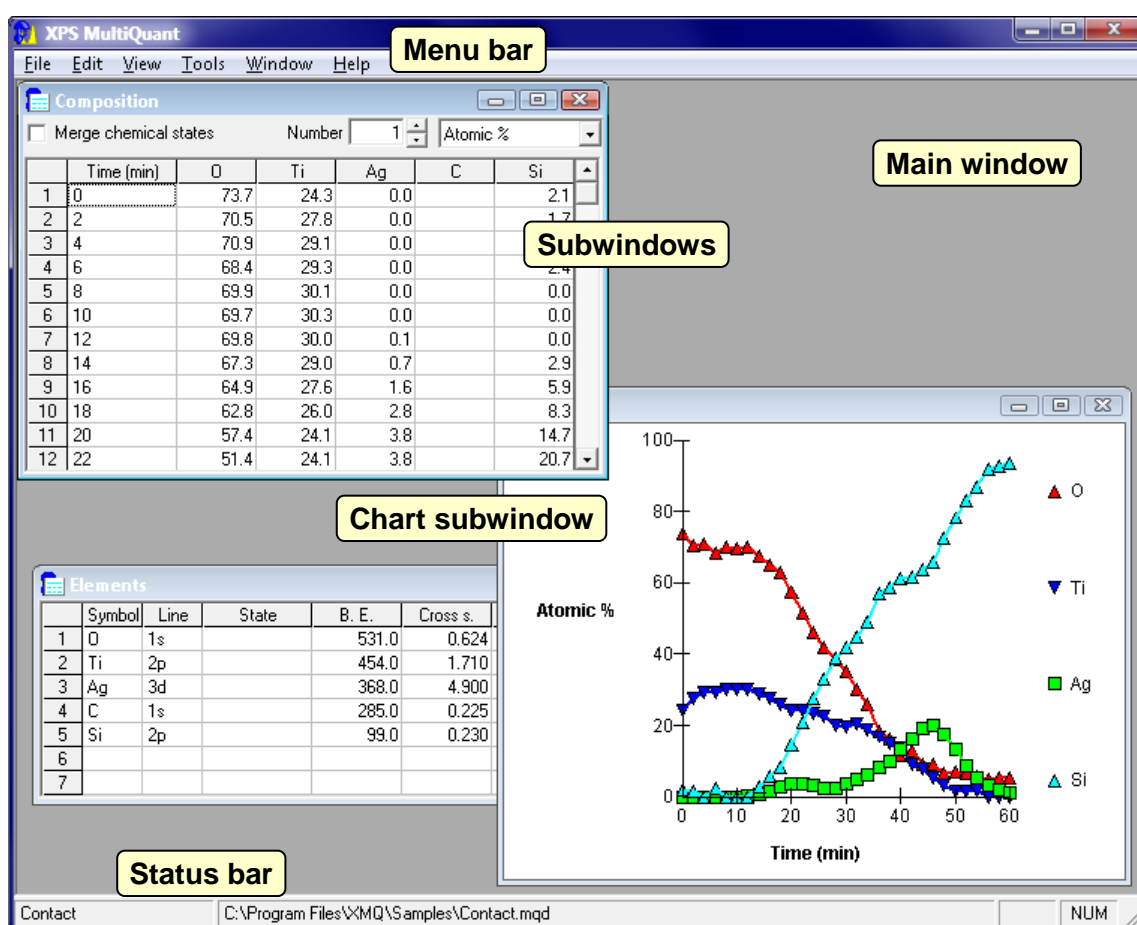 XPS MultiQuant
File Edit View Tools Window Help
Menu bar
Composition
Merge chemical states Number 1 Atomic %
Main window
Time (min) O Ti Ag C Si
1 0 73.7 24.3 0.0 2.1
2 2 70.5 27.8 0.0 1.7
Subwindows
3 4 70.9 29.1 0.0
4 6 68.4 29.3 0.0 2.4
5 8 69.9 30.1 0.0 0.0
6 10 69.7 30.3 0.0 0.0
7 12 69.8 30.0 0.1 0.0
8 14 67.3 29.0 0.7 2.9
9 16 64.9 27.6 1.6 5.9
10 18 62.8 26.0 2.8 8.3
11 20 57.4 24.1 3.8 14.7
12 22 51.4 24.1 3.8 20.7
Chart subwindow
Elements
Symbol Line State B. E. Cross s.
1 O 1s 531.0 0.624
2 Ti 2p 454.0 1.710
3 Ag 3d 368.0 4.900
4 C 1s 285.0 0.225
5 Si 2p 99.0 0.230
6
7
Atomic %
100
80
60
40
20
0
0 10 20 30 40 50 60
Time (min)
O
Ti
Ag
Si
Status bar
Contact C:\Program Files\XMQ\Samples\Contact.mqd NUM